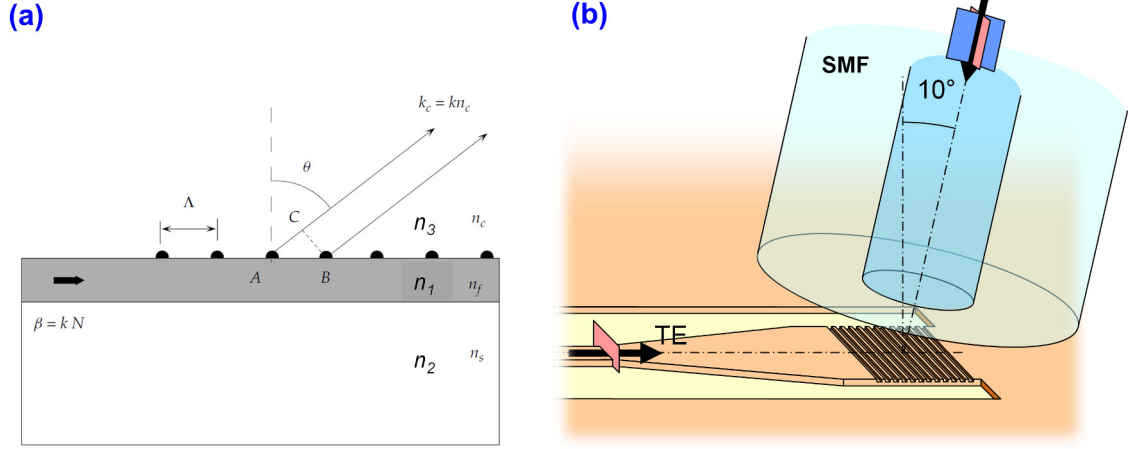 (a)
k_c = kn_c
θ
Λ
C
n_3 n_c
A B
n_1 n_f
β = k N
n_2 n_s
(b)
SMF
10°
TE